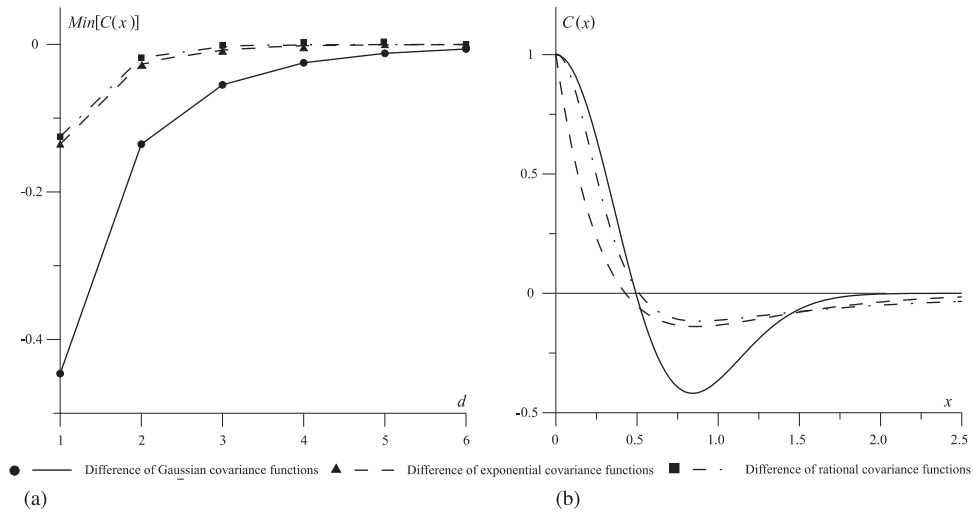 Min[C(x)]
0
-0.2
-0.4
d
1 2 3 4 5 6
C(x)
1
0.5
0
-0.5
x
0 0.5 1.0 1.5 2.0 2.5
Difference of Gaussian covariance functions
Difference of exponential covariance functions
Difference of rational covariance functions
(a)
(b)